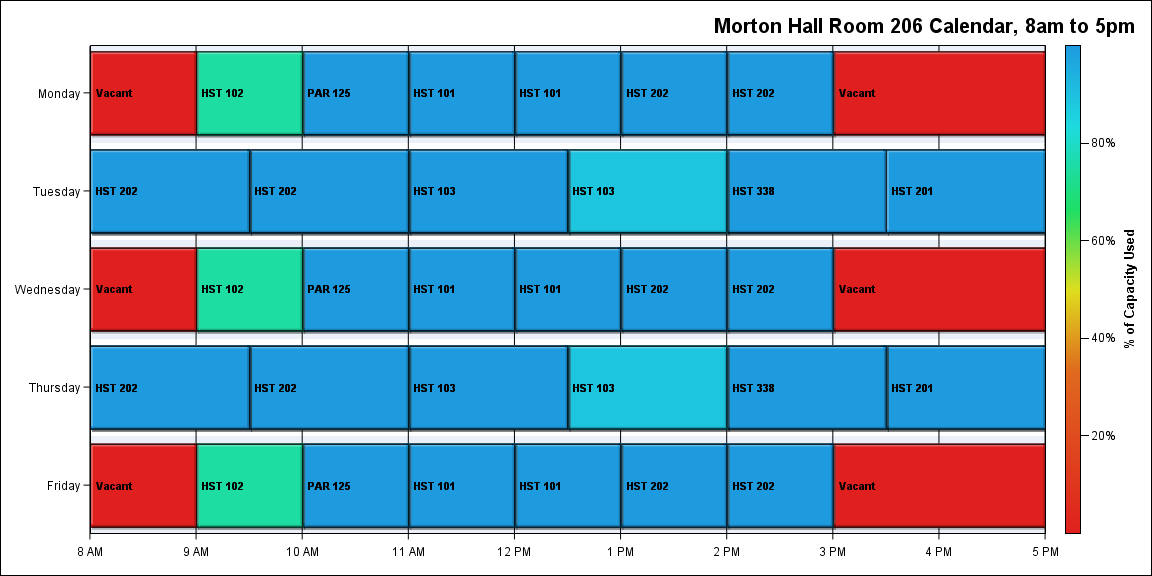 Morton Hall Room 206 Calendar, 8am to 5pm
Monday
Vacant
HST 102
PAR 125
HST 101
HST 101
HST 202
HST 202
Vacant
Tuesday
HST 202
HST 202
HST 103
HST 103
HST 338
HST 201
Wednesday
Vacant
HST 102
PAR 125
HST 101
HST 101
HST 202
HST 202
Vacant
Thursday
HST 202
HST 202
HST 103
HST 103
HST 338
HST 201
Friday
Vacant
HST 102
PAR 125
HST 101
HST 101
HST 202
HST 202
Vacant
8 AM
9 AM
10 AM
11 AM
12 PM
1 PM
2 PM
3 PM
4 PM
5 PM
80%
60%
40%
20%
% of Capacity Used